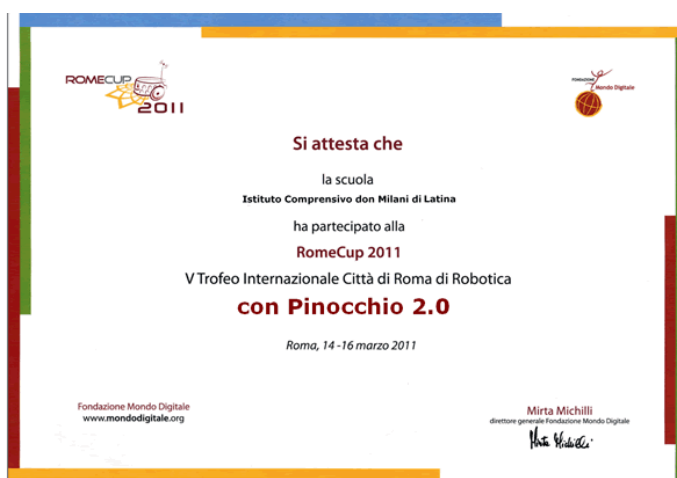 ROMECUP
2011
FONDAZIONE
Mondo Digitale
Si attesta che
la scuola
Istituto Comprensivo don Milani di Latina
ha partecipato alla
RomeCup 2011
V Trofeo Internazionale Città di Roma di Robotica
con Pinocchio 2.0
Roma, 14 -16 marzo 2011
Fondazione Mondo Digitale
www.mondodigitale.org
Mirta Michilli
direttore generale Fondazione Mondo Digitale
Mirta Michilli